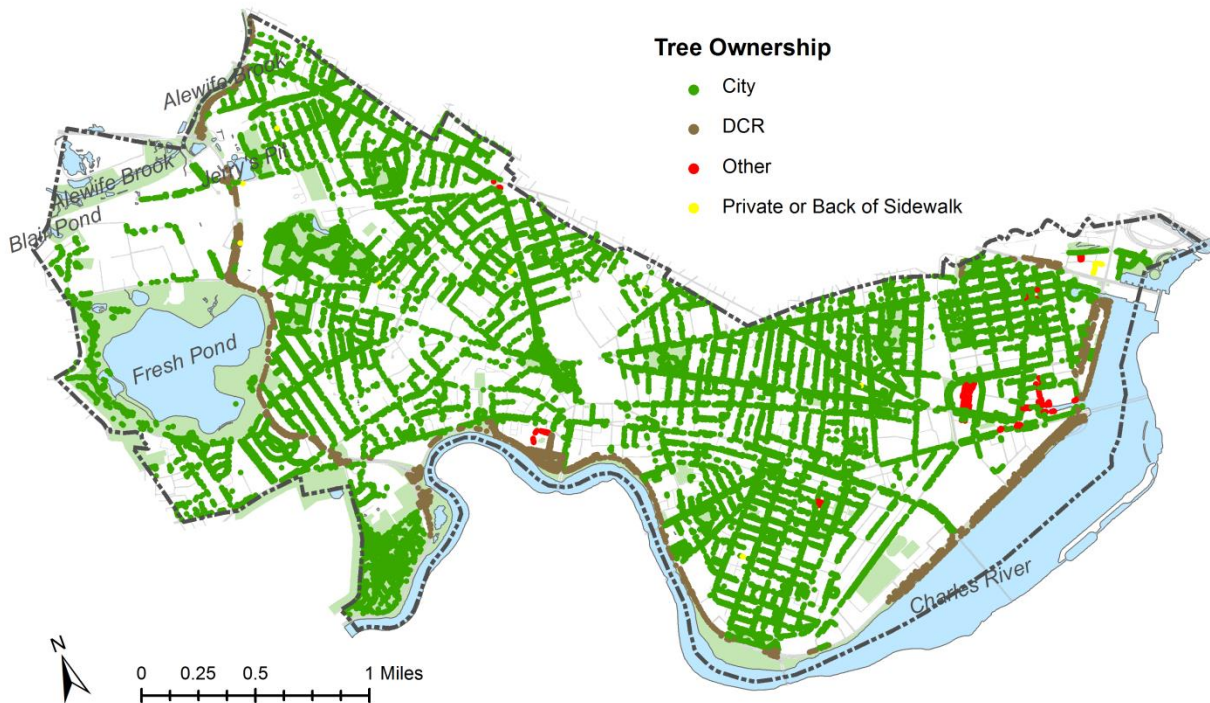 Tree Ownership
City
DCR
Other
Private or Back of Sidewalk
Alewife Brook
Jerry's Pit
Alewife Brook
Blair Pond
Fresh Pond
Charles River
N
0 0.25 0.5 1 Miles